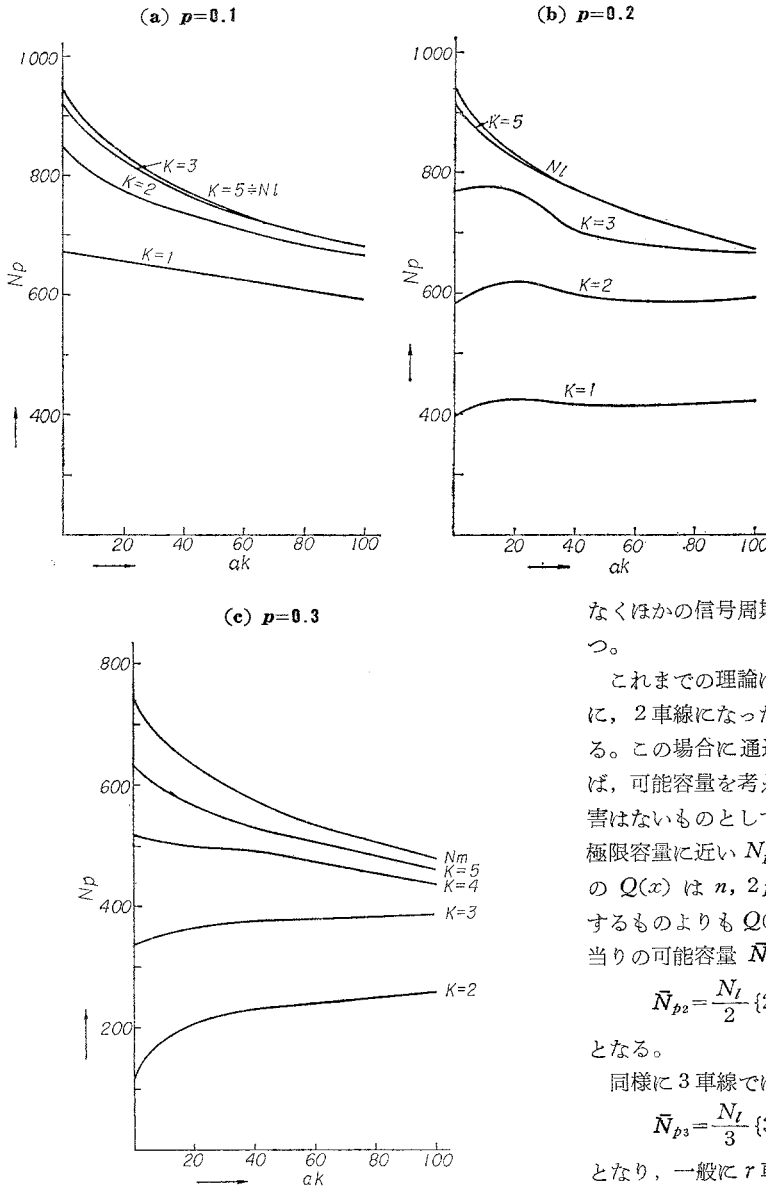 (a) p=0.1
1000
800
600
400
Np
K=3
K=5≑Nl
K=2
K=1
20 40 60 80 100
ak
(b) p=0.2
1000
800
600
400
Np
K=5
Nl
K=3
K=2
K=1
20 40 60 80 100
ak
(c) p=0.3
800
600
400
200
Np
Nm
K=5
K=4
K=3
K=2
20 40 60 80 100
ak
なくほかの信号周期
つ。
これまでの理論に
に，2車線になった
る。この場合に通
ば，可能容量を考え
害はないものとして
極限容量に近い N
の Q(x) は n, 2
するものよりも Q(
当りの可能容量 N̄
N̄p2=Nl/2{2
となる。
同様に3車線では
N̄p3=Nl/3{3
となり，一般に r 車